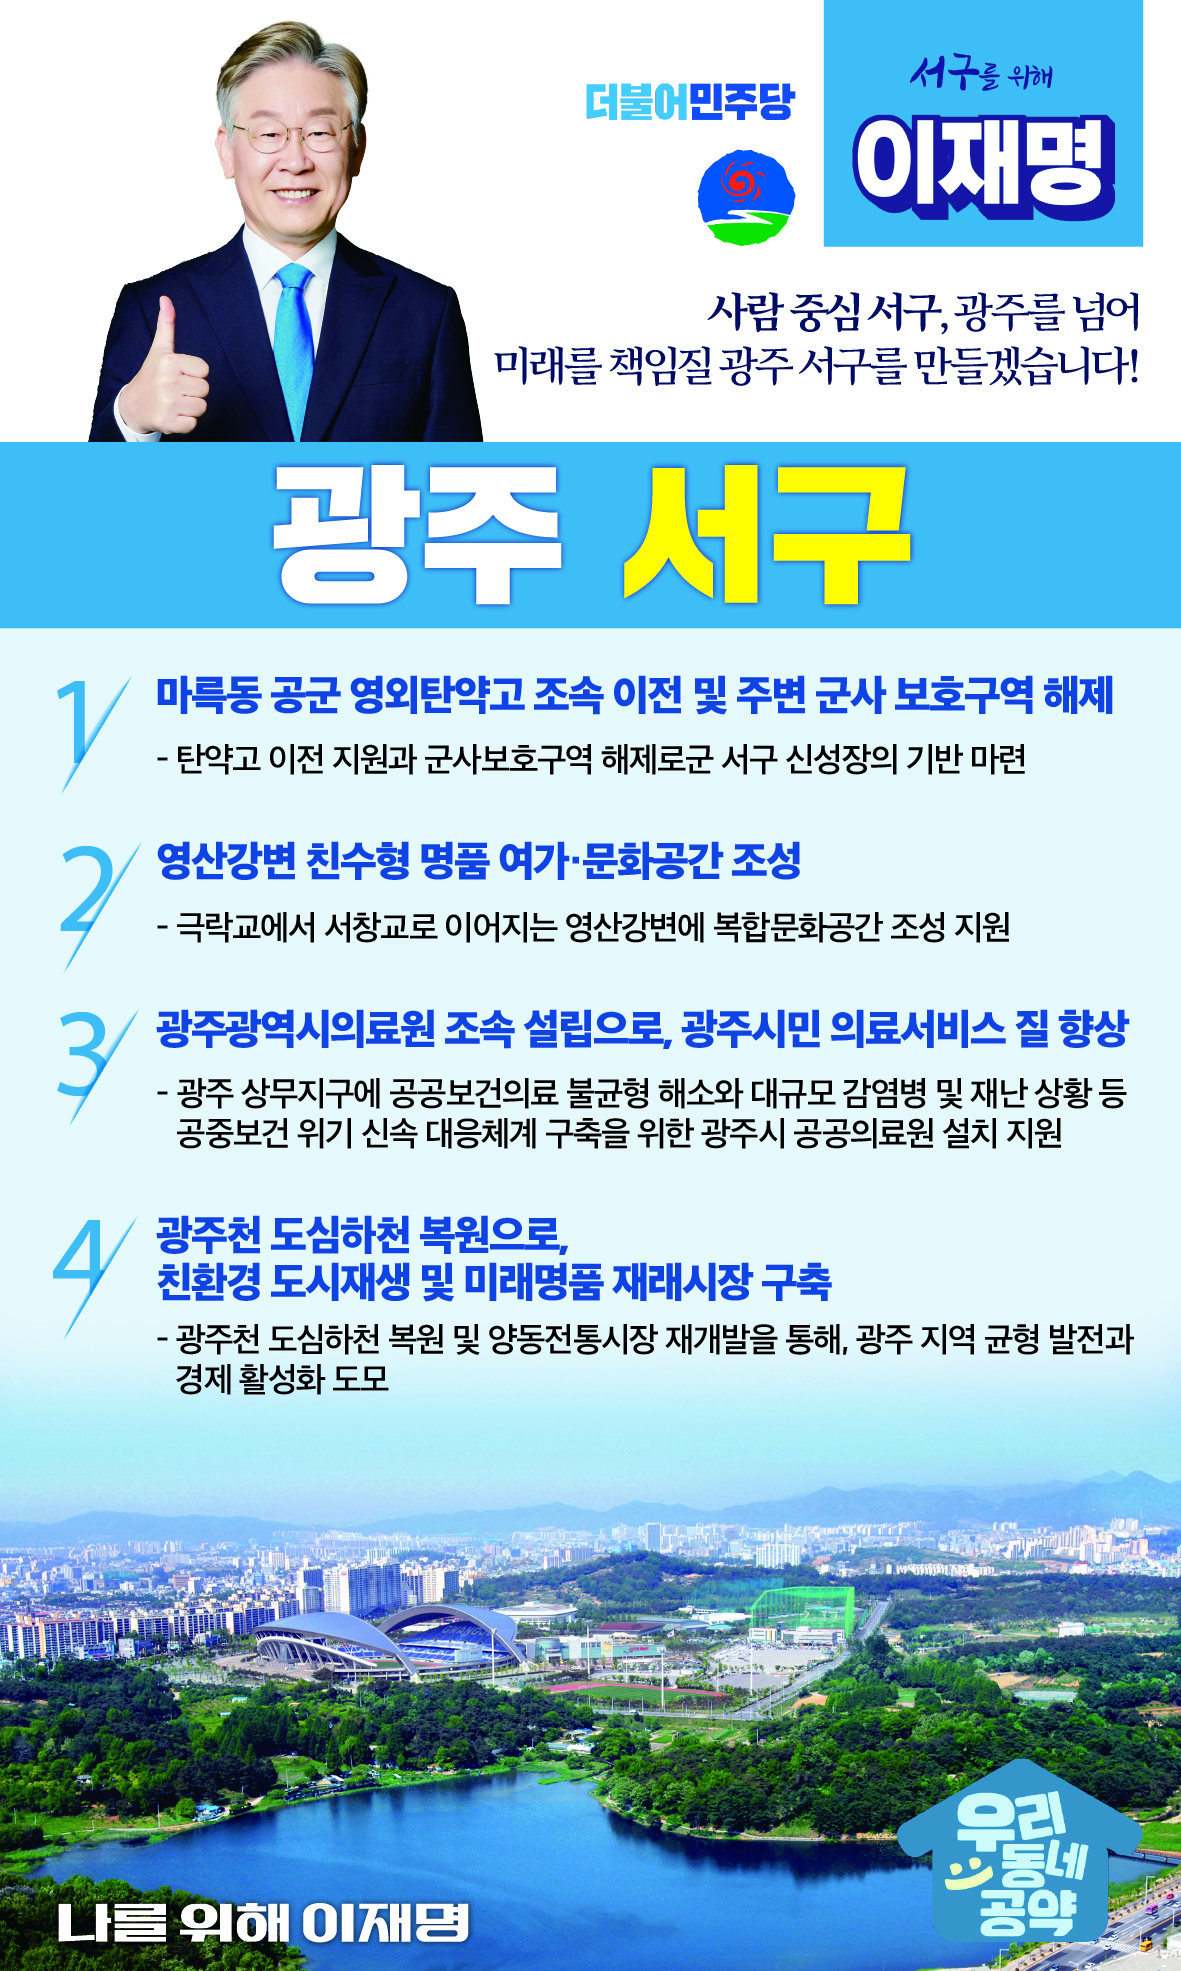 더불어민주당
서구를 위해
이재명
사람 중심 서구, 광주를 넘어
미래를 책임질 광주 서구를 만들겠습니다!
광주 서구
1
마륵동 공군 영외탄약고 조속 이전 및 주변 군사 보호구역 해제
- 탄약고 이전 지원과 군사보호구역 해제로군 서구 신성장의 기반 마련
2
영산강변 친수형 명품 여가·문화공간 조성
- 극락교에서 서창교로 이어지는 영산강변에 복합문화공간 조성 지원
3
광주광역시의료원 조속 설립으로, 광주시민 의료서비스 질 향상
- 광주 상무지구에 공공보건의료 불균형 해소와 대규모 감염병 및 재난 상황 등
공중보건 위기 신속 대응체계 구축을 위한 광주시 공공의료원 설치 지원
4
광주천 도심하천 복원으로,
친환경 도시재생 및 미래명품 재래시장 구축
- 광주천 도심하천 복원 및 양동전통시장 재개발을 통해, 광주 지역 균형 발전과
경제 활성화 도모
우리
동네
공약
나를 위해 이재명